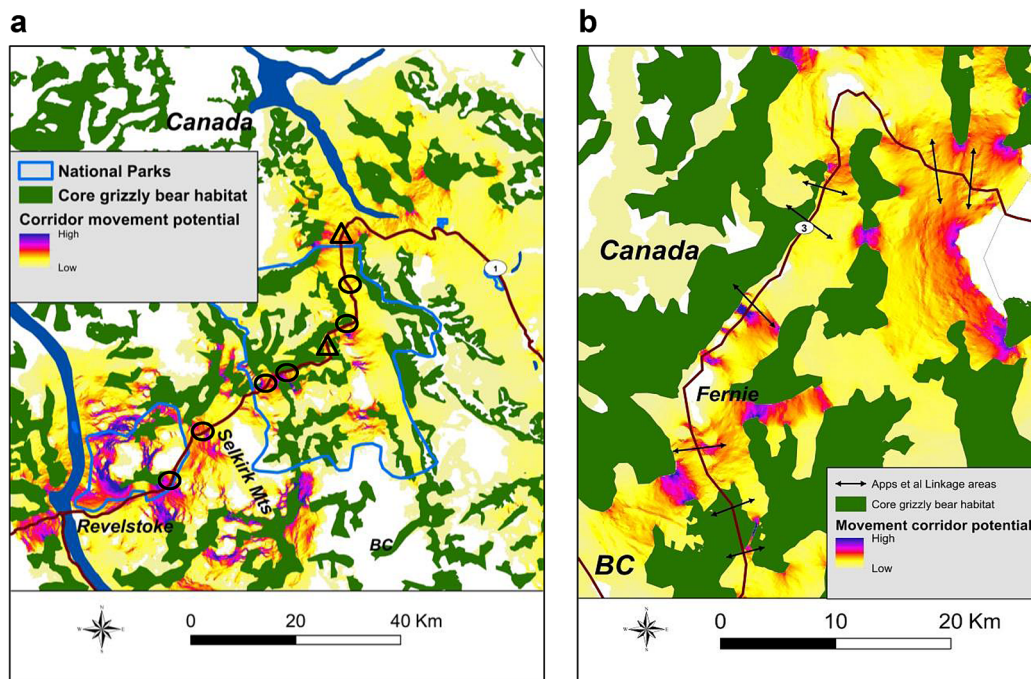 a
Canada
National Parks
Core grizzly bear habitat
Corridor movement potential
High
Low
1
Selkirk Mts
Revelstoke
BC
N
W
E
S
0
20
40 Km
b
Canada
3
Fernie
Apps et al Linkage areas
Core grizzly bear habitat
Movement corridor potential
High
Low
BC
N
W
E
S
0
10
20 Km